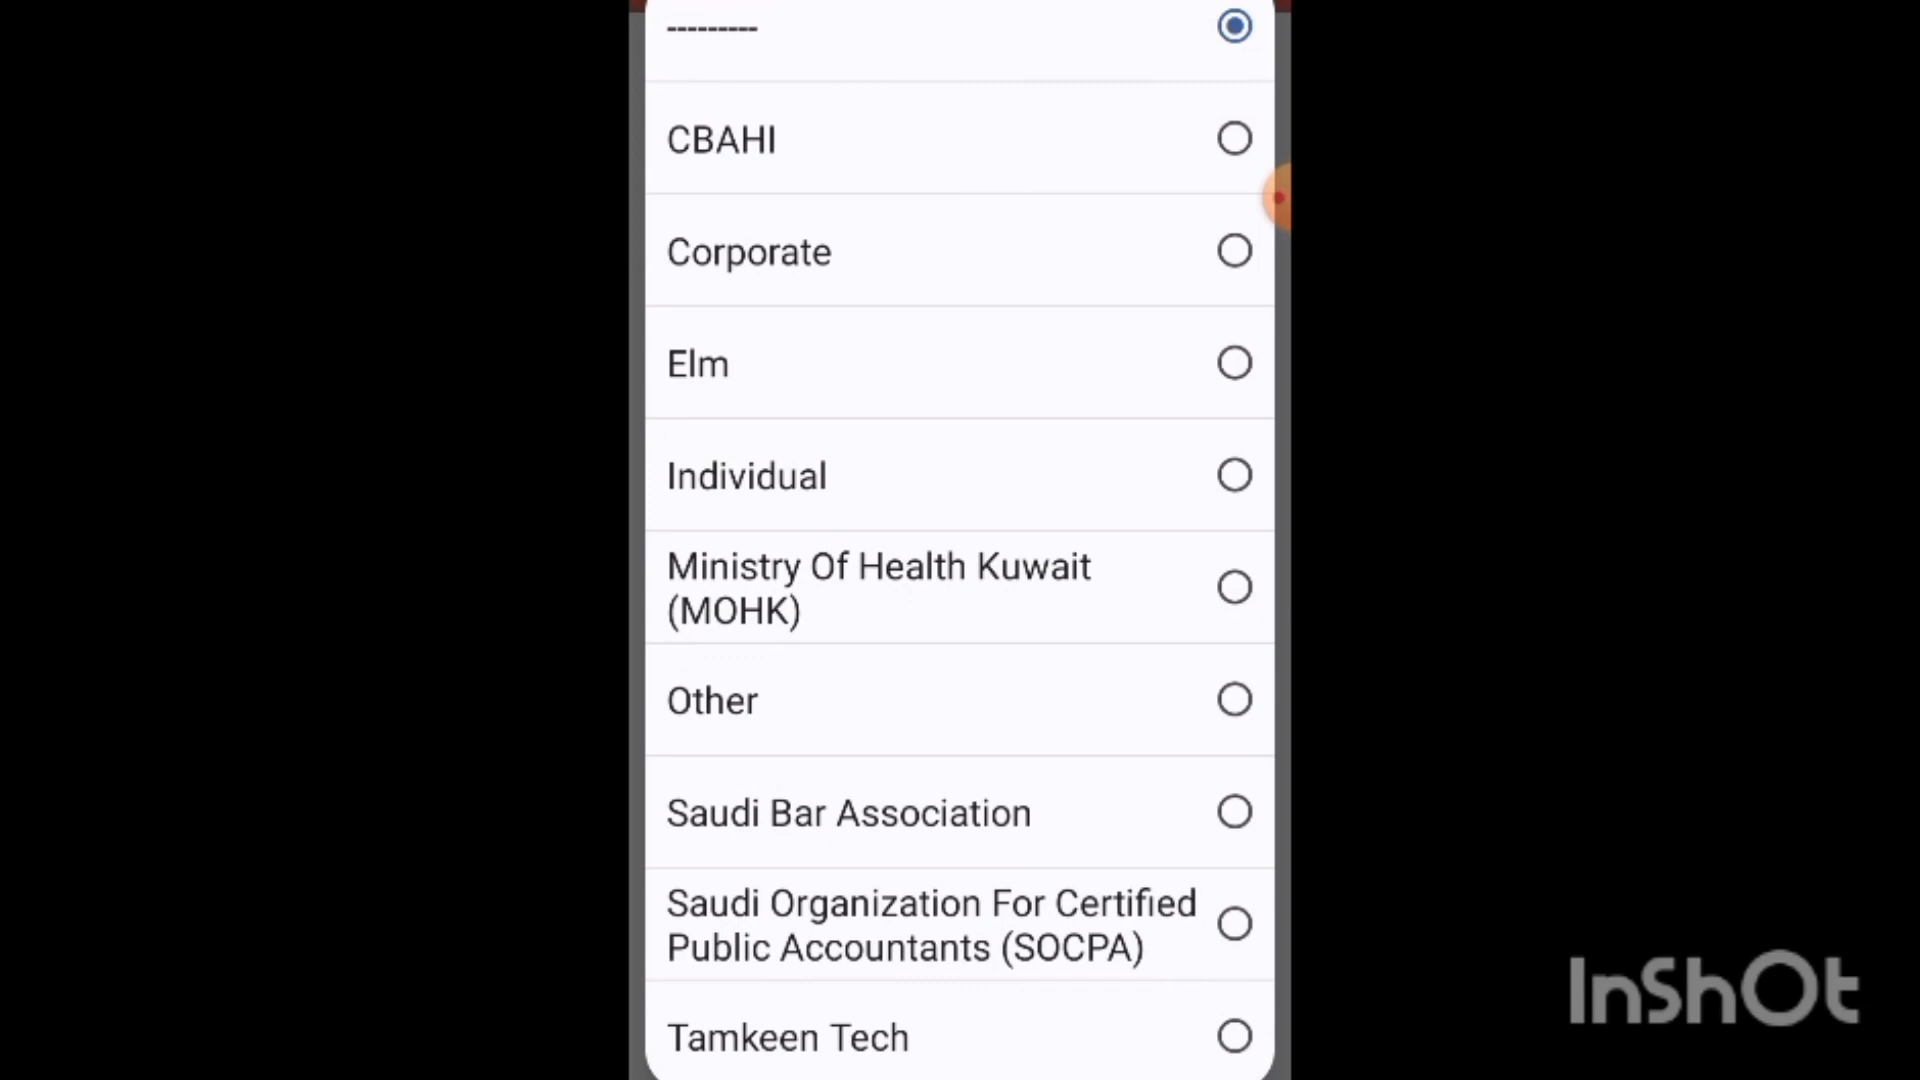 ---------
CBAHI
Corporate
Elm
Individual
Ministry Of Health Kuwait
(MOHK)
Other
Saudi Bar Association
Saudi Organization For Certified
Public Accountants (SOCPA)
Tamkeen Tech
InShOt